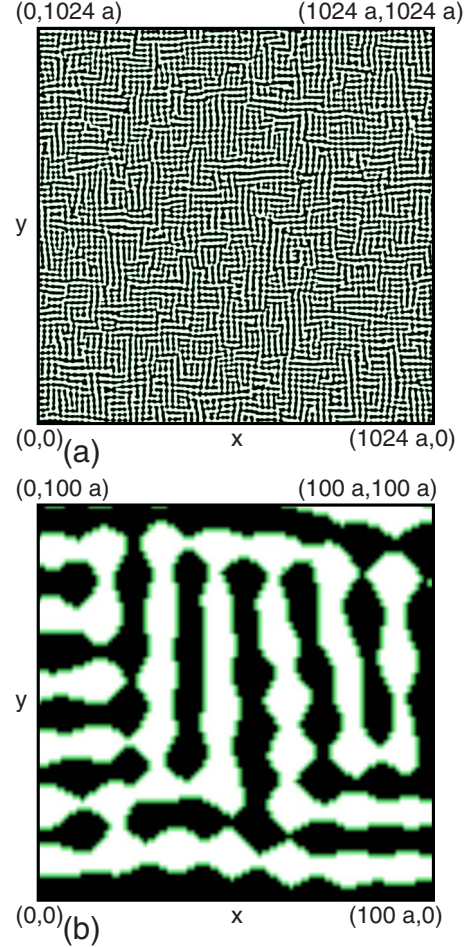 (0,1024 a) (1024 a,1024 a)
y
(0,0) (a) x (1024 a,0)
(0,100 a) (100 a,100 a)
y
(0,0) (b) x (100 a,0)